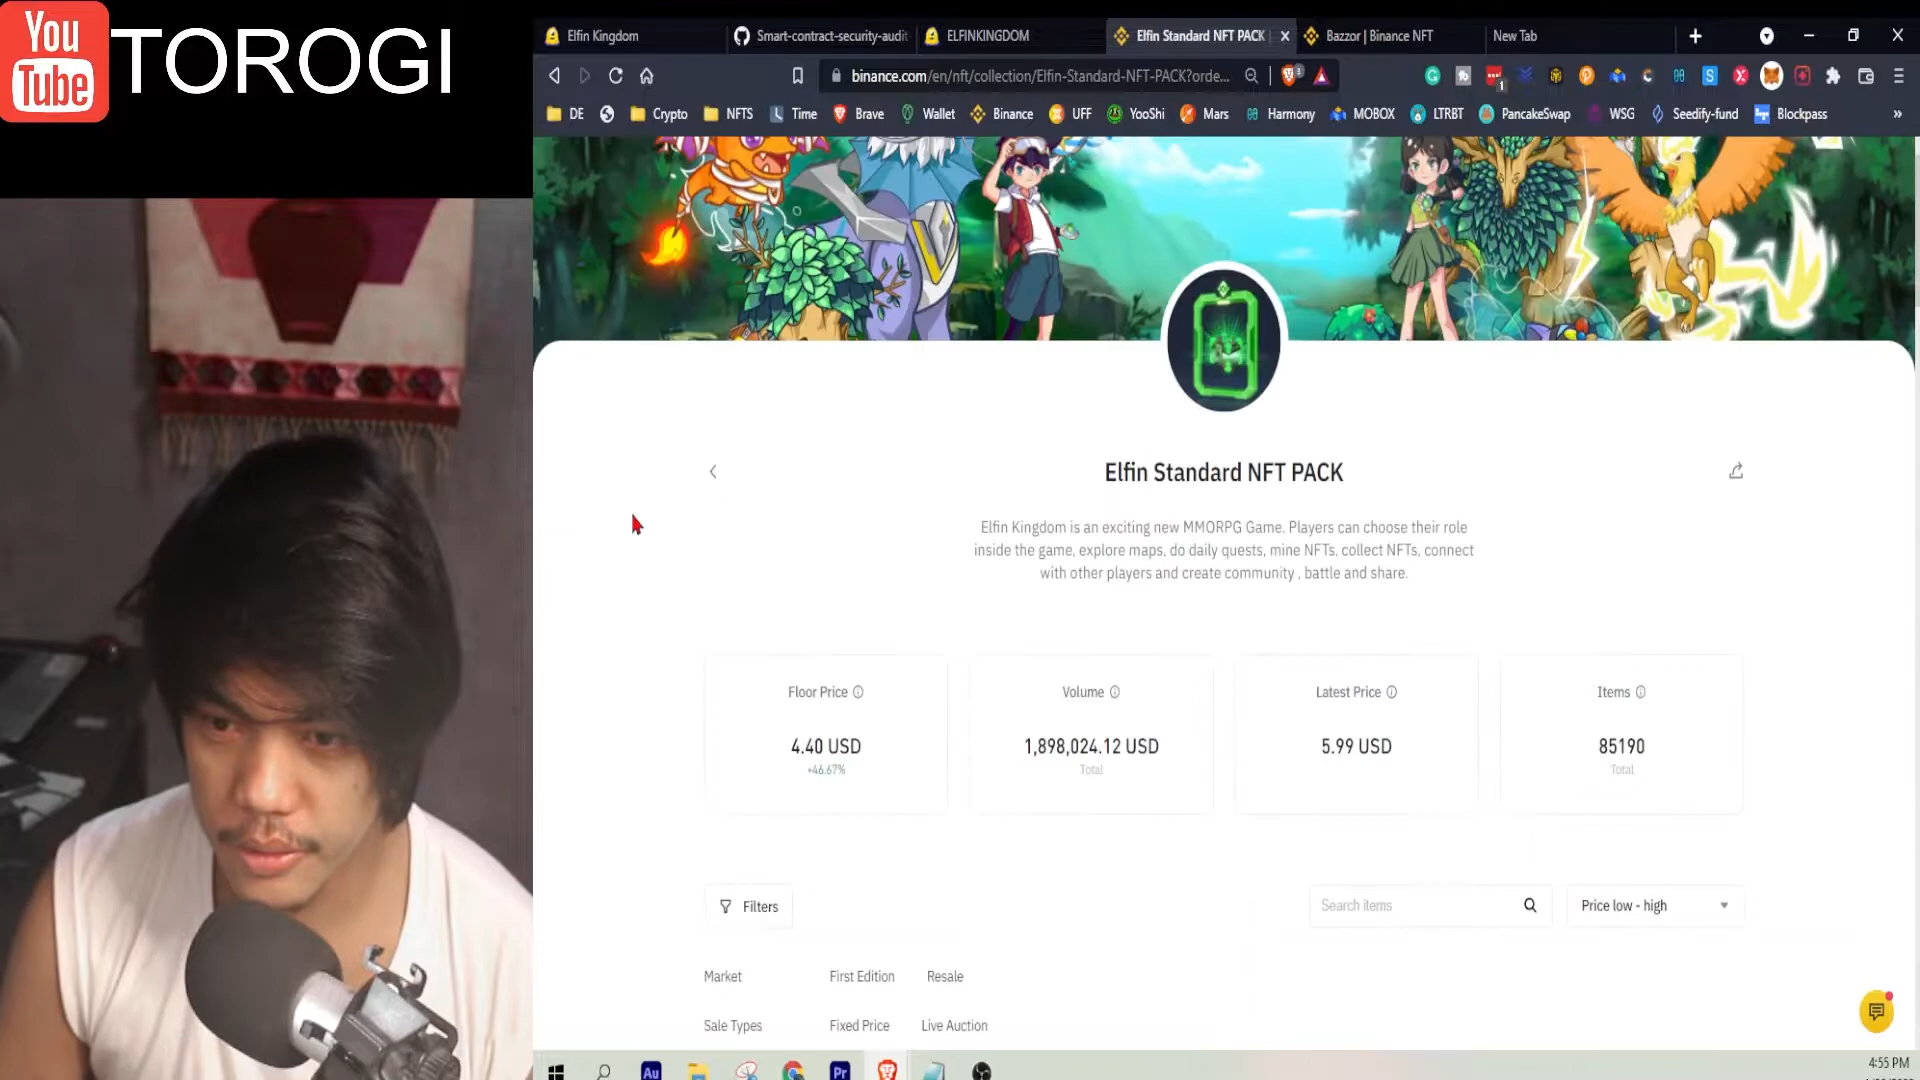 You
Tube
TOROGI
Elfin Kingdom
Smart-contract-security-audit
ELFINKINGDOM
Elfin Standard NFT PACK
Bazzor | Binance NFT
New Tab
binance.com/en/nft/collection/Elfin-Standard-NFT-PACK?orde...
3
1
DE
Crypto
NFTS
Time
Brave
Wallet
Binance
UFF
YooShi
Mars
Harmony
MOBOX
LTRBT
PancakeSwap
WSG
Seedify-fund
Blockpass
»
Elfin Standard NFT PACK
Elfin Kingdom is an exciting new MMORPG Game. Players can choose their role
inside the game, explore maps, do daily quests, mine NFTs, collect NFTs, connect
with other players and create community , battle and share.
Floor Price
4.40 USD
+46.67%
Volume
1,898,024.12 USD
Total
Latest Price
5.99 USD
Items
85190
Total
Filters
Search items
Price low - high
Market
First Edition
Resale
Sale Types
Fixed Price
Live Auction
Au
Pr
4:55 PM